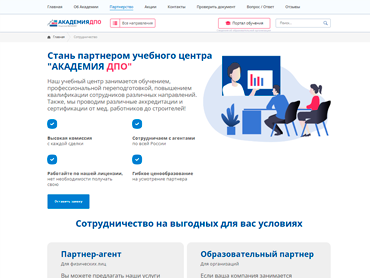 Главная Об Академии Партнерство Акции Контакты Проверить документ Вопрос / Ответ Отзывы
АКАДЕМИЯ ДПО Все направления Портал обучения Поиск...
Главная Сотрудничество
Стань партнером учебного центра
"АКАДЕМИЯ ДПО"
Наш учебный центр занимается обучением,
профессиональной переподготовкой, повышением
квалификации сотрудников различных направлений.
Также, мы проводим различные аккредитации и
сертификации от мед. работников до строителей!
Высокая комиссия
с каждой сделки
Сотрудничаем с агентами
по всей России
Работайте по нашей лицензии,
нет необходимости получать
свою
Гибкое ценообразование
на усмотрение партнера
Оставить заявку
Сотрудничество на выгодных для вас условиях
Партнер-агент
Для физических лиц
Вы можете предлагать наши услуги
Образовательный партнер
Для организаций
Если ваша компания занимается